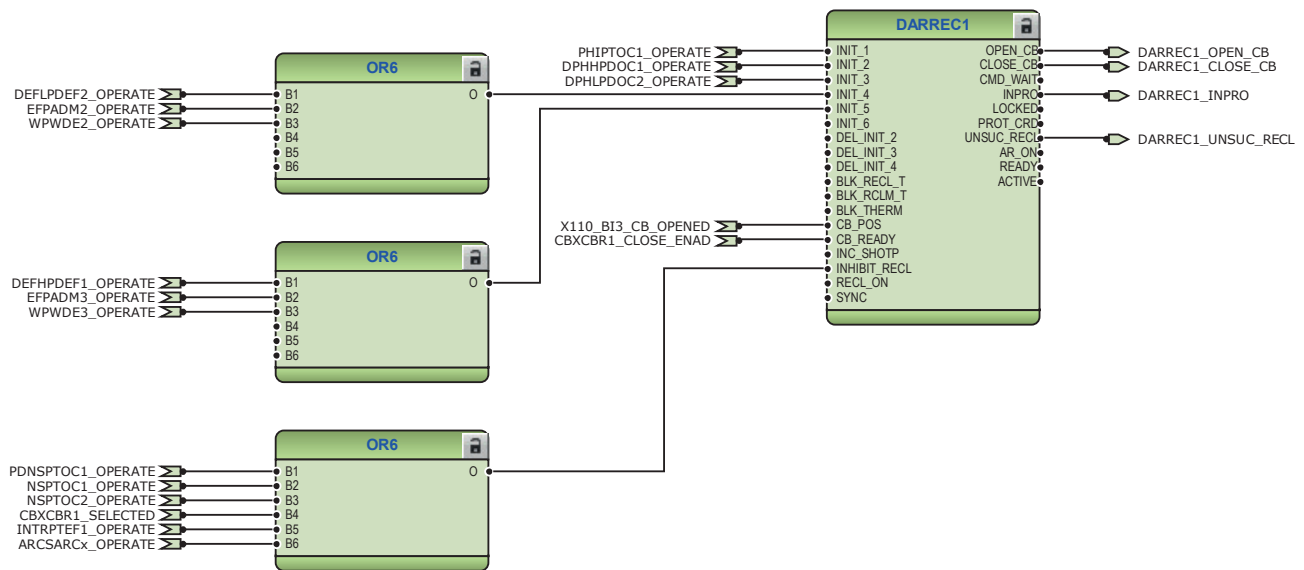 OR6
DEFLPDEF2_OPERATE
EFPADM2_OPERATE
WPWDE2_OPERATE
B1
B2
B3
B4
B5
B6
O
OR6
DEFHPDEF1_OPERATE
EFPADM3_OPERATE
WPWDE3_OPERATE
B1
B2
B3
B4
B5
B6
O
OR6
PDNSPTOC1_OPERATE
NSPTOC1_OPERATE
NSPTOC2_OPERATE
CBXCBR1_SELECTED
INTRPTEF1_OPERATE
ARCSARCx_OPERATE
B1
B2
B3
B4
B5
B6
O
DARREC1
PHIPTOC1_OPERATE
DPHHPDOC1_OPERATE
DPHLPDOC2_OPERATE
X110_BI3_CB_OPENED
CBXCBR1_CLOSE_ENAD
INIT_1
INIT_2
INIT_3
INIT_4
INIT_5
INIT_6
DEL_INIT_2
DEL_INIT_3
DEL_INIT_4
BLK_RECL_T
BLK_RCLM_T
BLK_THERM
CB_POS
CB_READY
INC_SHOTP
INHIBIT_RECL
RECL_ON
SYNC
OPEN_CB
CLOSE_CB
CMD_WAIT
INPRO
LOCKED
PROT_CRD
UNSUC_RECL
AR_ON
READY
ACTIVE
DARREC1_OPEN_CB
DARREC1_CLOSE_CB
DARREC1_INPRO
DARREC1_UNSUC_RECL